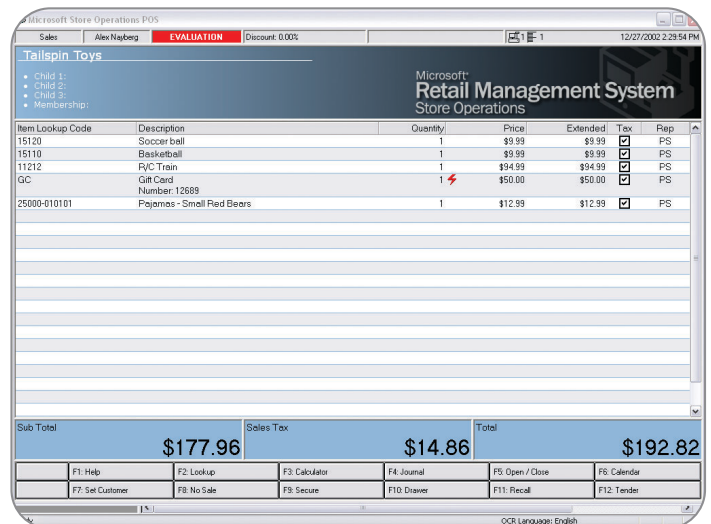 Microsoft Store Operations POS
Sales Alex Nayberg EVALUATION Discount: 0.00% 1 1 12/27/2002 2:29:54 PM
Tailspin Toys
• Child 1:
• Child 2:
• Child 3:
• Membership:
Microsoft
Retail Management System
Store Operations
Item Lookup Code Description Quantity Price Extended Tax Rep
15120 Soccer ball 1 $9.99 $9.99 PS
15110 Basketball 1 $9.99 $9.99 PS
11212 R/C Train 1 $94.99 $94.99 PS
GC Gift Card 1 $50.00 $50.00 PS
Number: 12689
25000-010101 Pajamas - Small Red Bears 1 $12.99 $12.99 PS
Sub Total Sales Tax Total
$177.96 $14.86 $192.82
F1: Help F2: Lookup F3: Calculator F4: Journal F5: Open / Close F6: Calendar
F7: Set Customer F8: No Sale F9: Secure F10: Drawer F11: Recall F12: Tender
OCR Language: English